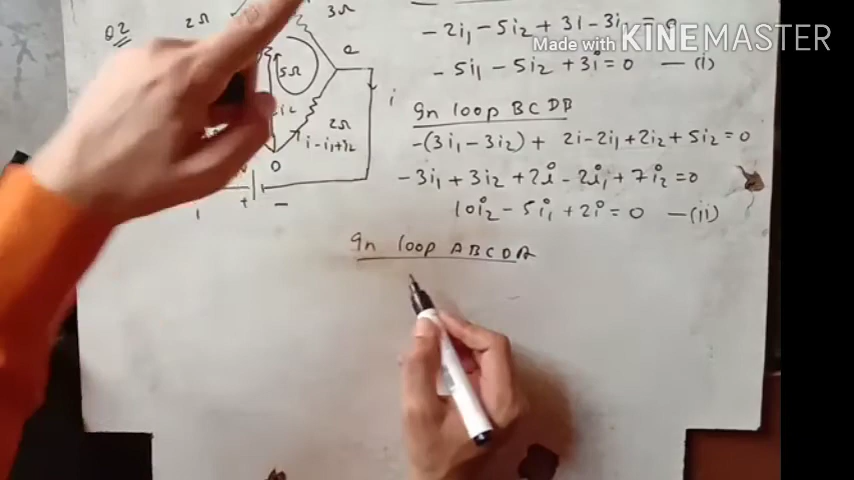 Q2
2Ω
3Ω
5Ω
C
i
i2
2Ω
i-i1+i2
D
+ -
-2i1-5i2+3i-3i1=0
-5i1-5i2+3i=0 —(i)
In loop BCDB
-(3i1-3i2)+ 2i-2i1+2i2+5i2=0
-3i1+3i2+2i-2i1+7i2=0
10i2-5i1+2i=0 —(ii)
In loop ABCDA
Made with KINEMASTER